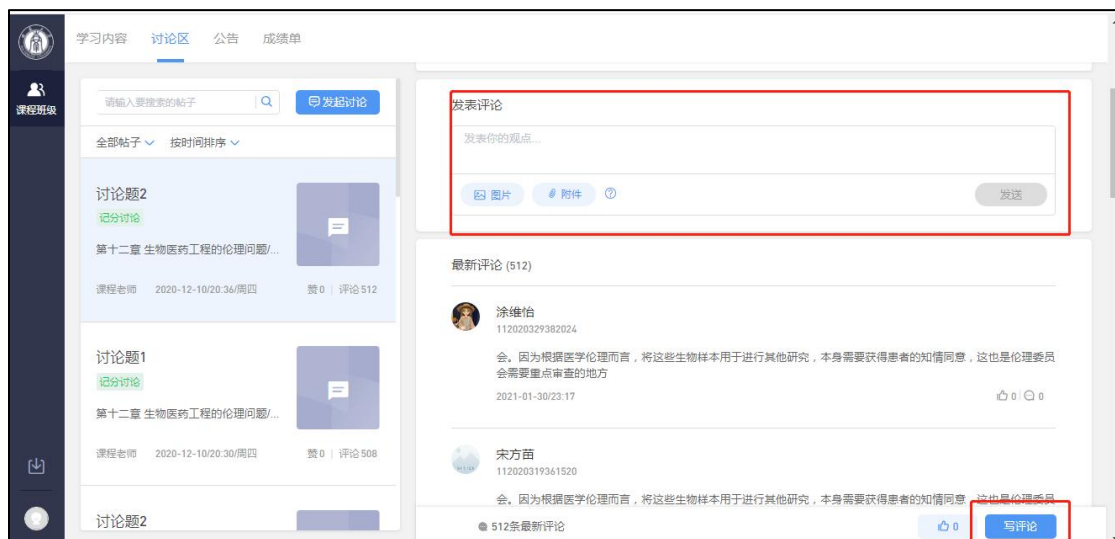 学习内容 讨论区 公告 成绩单
课程班级
请输入要搜索的帖子 发起讨论
全部帖子 按时间排序
讨论题2
记分讨论
第十二章 生物医药工程的伦理问题/...
课程老师 2020-12-10/20:36/周四 赞0 评论512
讨论题1
记分讨论
第十二章 生物医药工程的伦理问题/...
课程老师 2020-12-10/20:30/周四 赞0 评论508
讨论题2
发表评论
发表你的观点...
图片 附件 发送
最新评论 (512)
涂维怡
112020329382024
会。因为根据医学伦理而言，将这些生物样本用于进行其他研究，本身需要获得患者的知情同意，这也是伦理委员
会需要重点审查的地方
2021-01-30/23:17 0 0
宋方苗
112020319361520
会。因为根据医学伦理而言，将这些生物样本用于进行其他研究，本身需要获得患者的知情同意，这也是伦理委员
512条最新评论 0 写评论